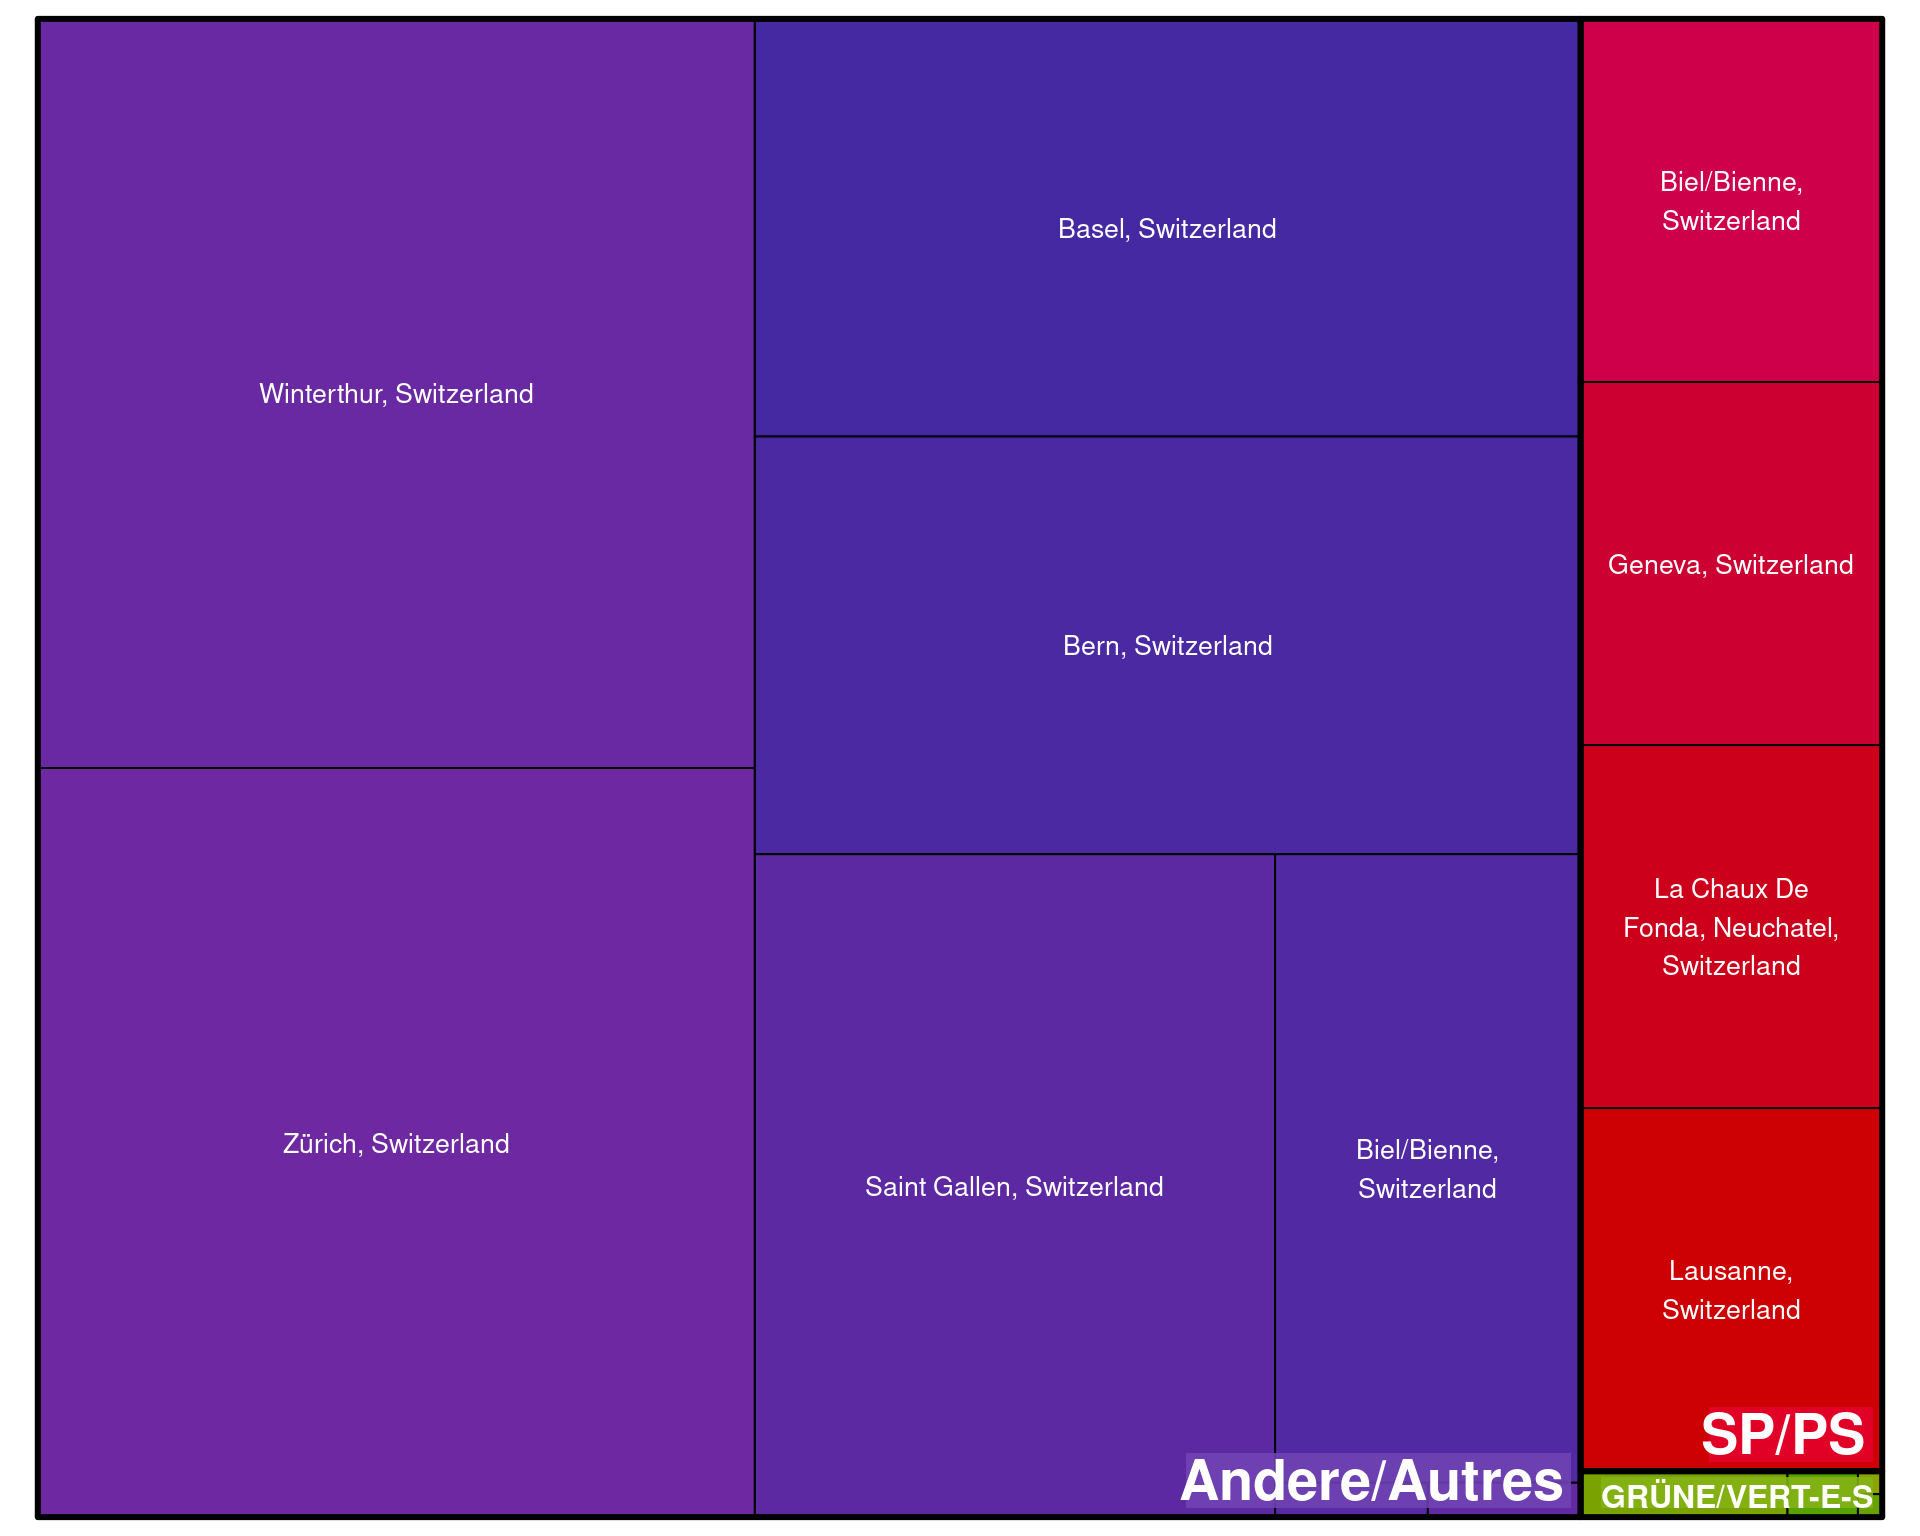 Winterthur, Switzerland
Zürich, Switzerland
Basel, Switzerland
Bern, Switzerland
Saint Gallen, Switzerland
Biel/Bienne,
Switzerland
Andere/Autres
Biel/Bienne,
Switzerland
Geneva, Switzerland
La Chaux De
Fonda, Neuchatel,
Switzerland
Lausanne,
Switzerland
SP/PS
GRÜNE/VERT-E-S